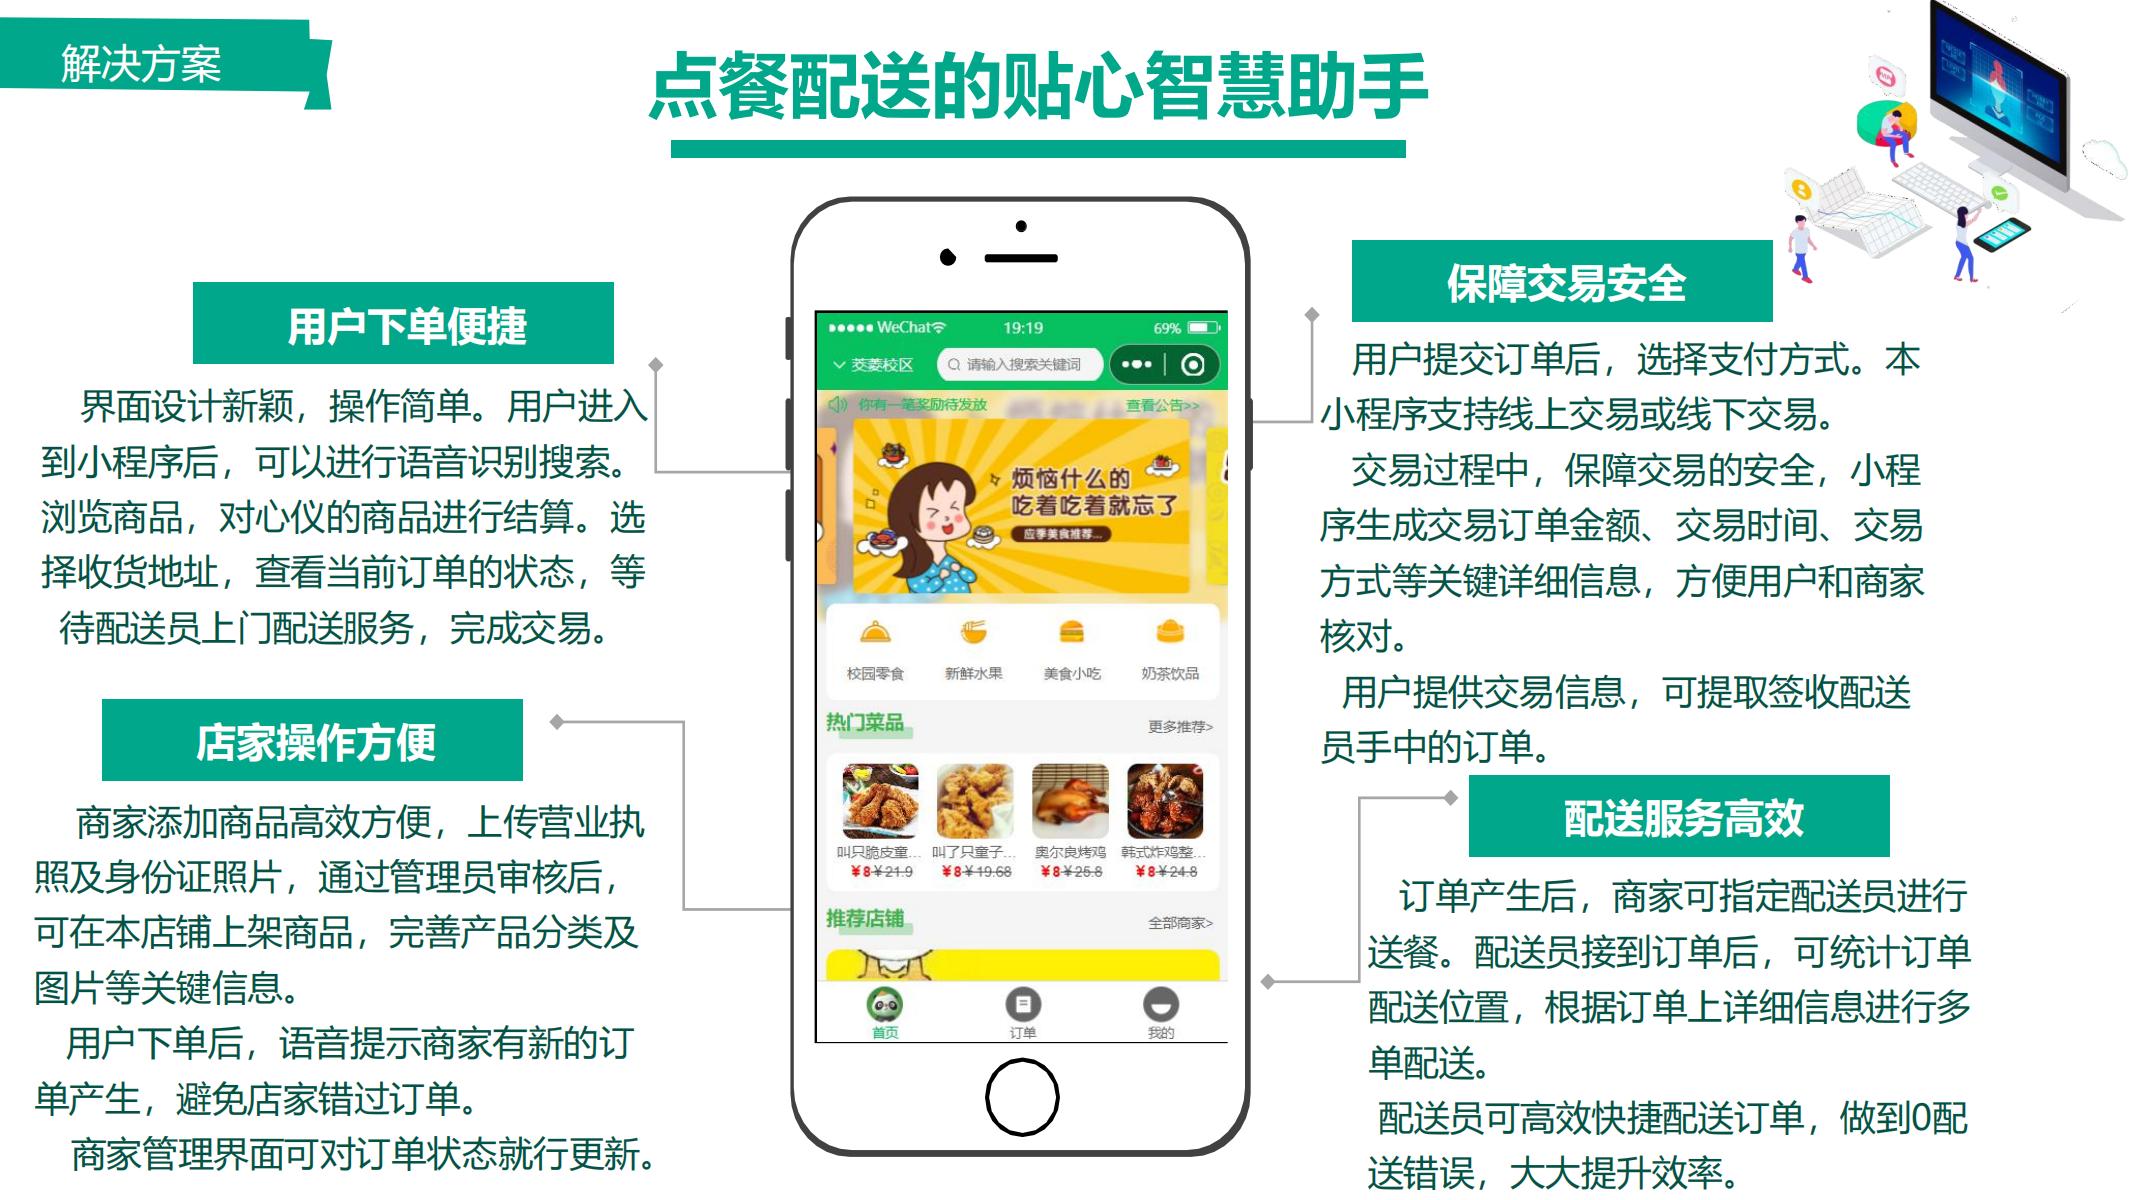 解决方案
点餐配送的贴心智慧助手
用户下单便捷
界面设计新颖，操作简单。用户进入
到小程序后，可以进行语音识别搜索。
浏览商品，对心仪的商品进行结算。选
择收货地址，查看当前订单的状态，等
待配送员上门配送服务，完成交易。
店家操作方便
商家添加商品高效方便，上传营业执
照及身份证照片，通过管理员审核后，
可在本店铺上架商品，完善产品分类及
图片等关键信息。
用户下单后，语音提示商家有新的订
单产生，避免店家错过订单。
商家管理界面可对订单状态就行更新。
WeChat 19:19 69%
茭菱校区 请输入搜索关键词
你有一笔奖励待发放 查看公告>>
烦恼什么的
吃着吃着就忘了
应季美食推荐...
校园零食 新鲜水果 美食小吃 奶茶饮品
热门菜品 更多推荐>
叫只脆皮童... 叫了只童子... 奥尔良烤鸡 韩式炸鸡整...
¥8 ¥21.9 ¥8 ¥19.68 ¥8 ¥25.8 ¥8 ¥24.8
推荐店铺 全部商家>
首页 订单 我的
保障交易安全
用户提交订单后，选择支付方式。本
小程序支持线上交易或线下交易。
交易过程中，保障交易的安全，小程
序生成交易订单金额、交易时间、交易
方式等关键详细信息，方便用户和商家
核对。
用户提供交易信息，可提取签收配送
员手中的订单。
配送服务高效
订单产生后，商家可指定配送员进行
送餐。配送员接到订单后，可统计订单
配送位置，根据订单上详细信息进行多
单配送。
配送员可高效快捷配送订单，做到0配
送错误，大大提升效率。